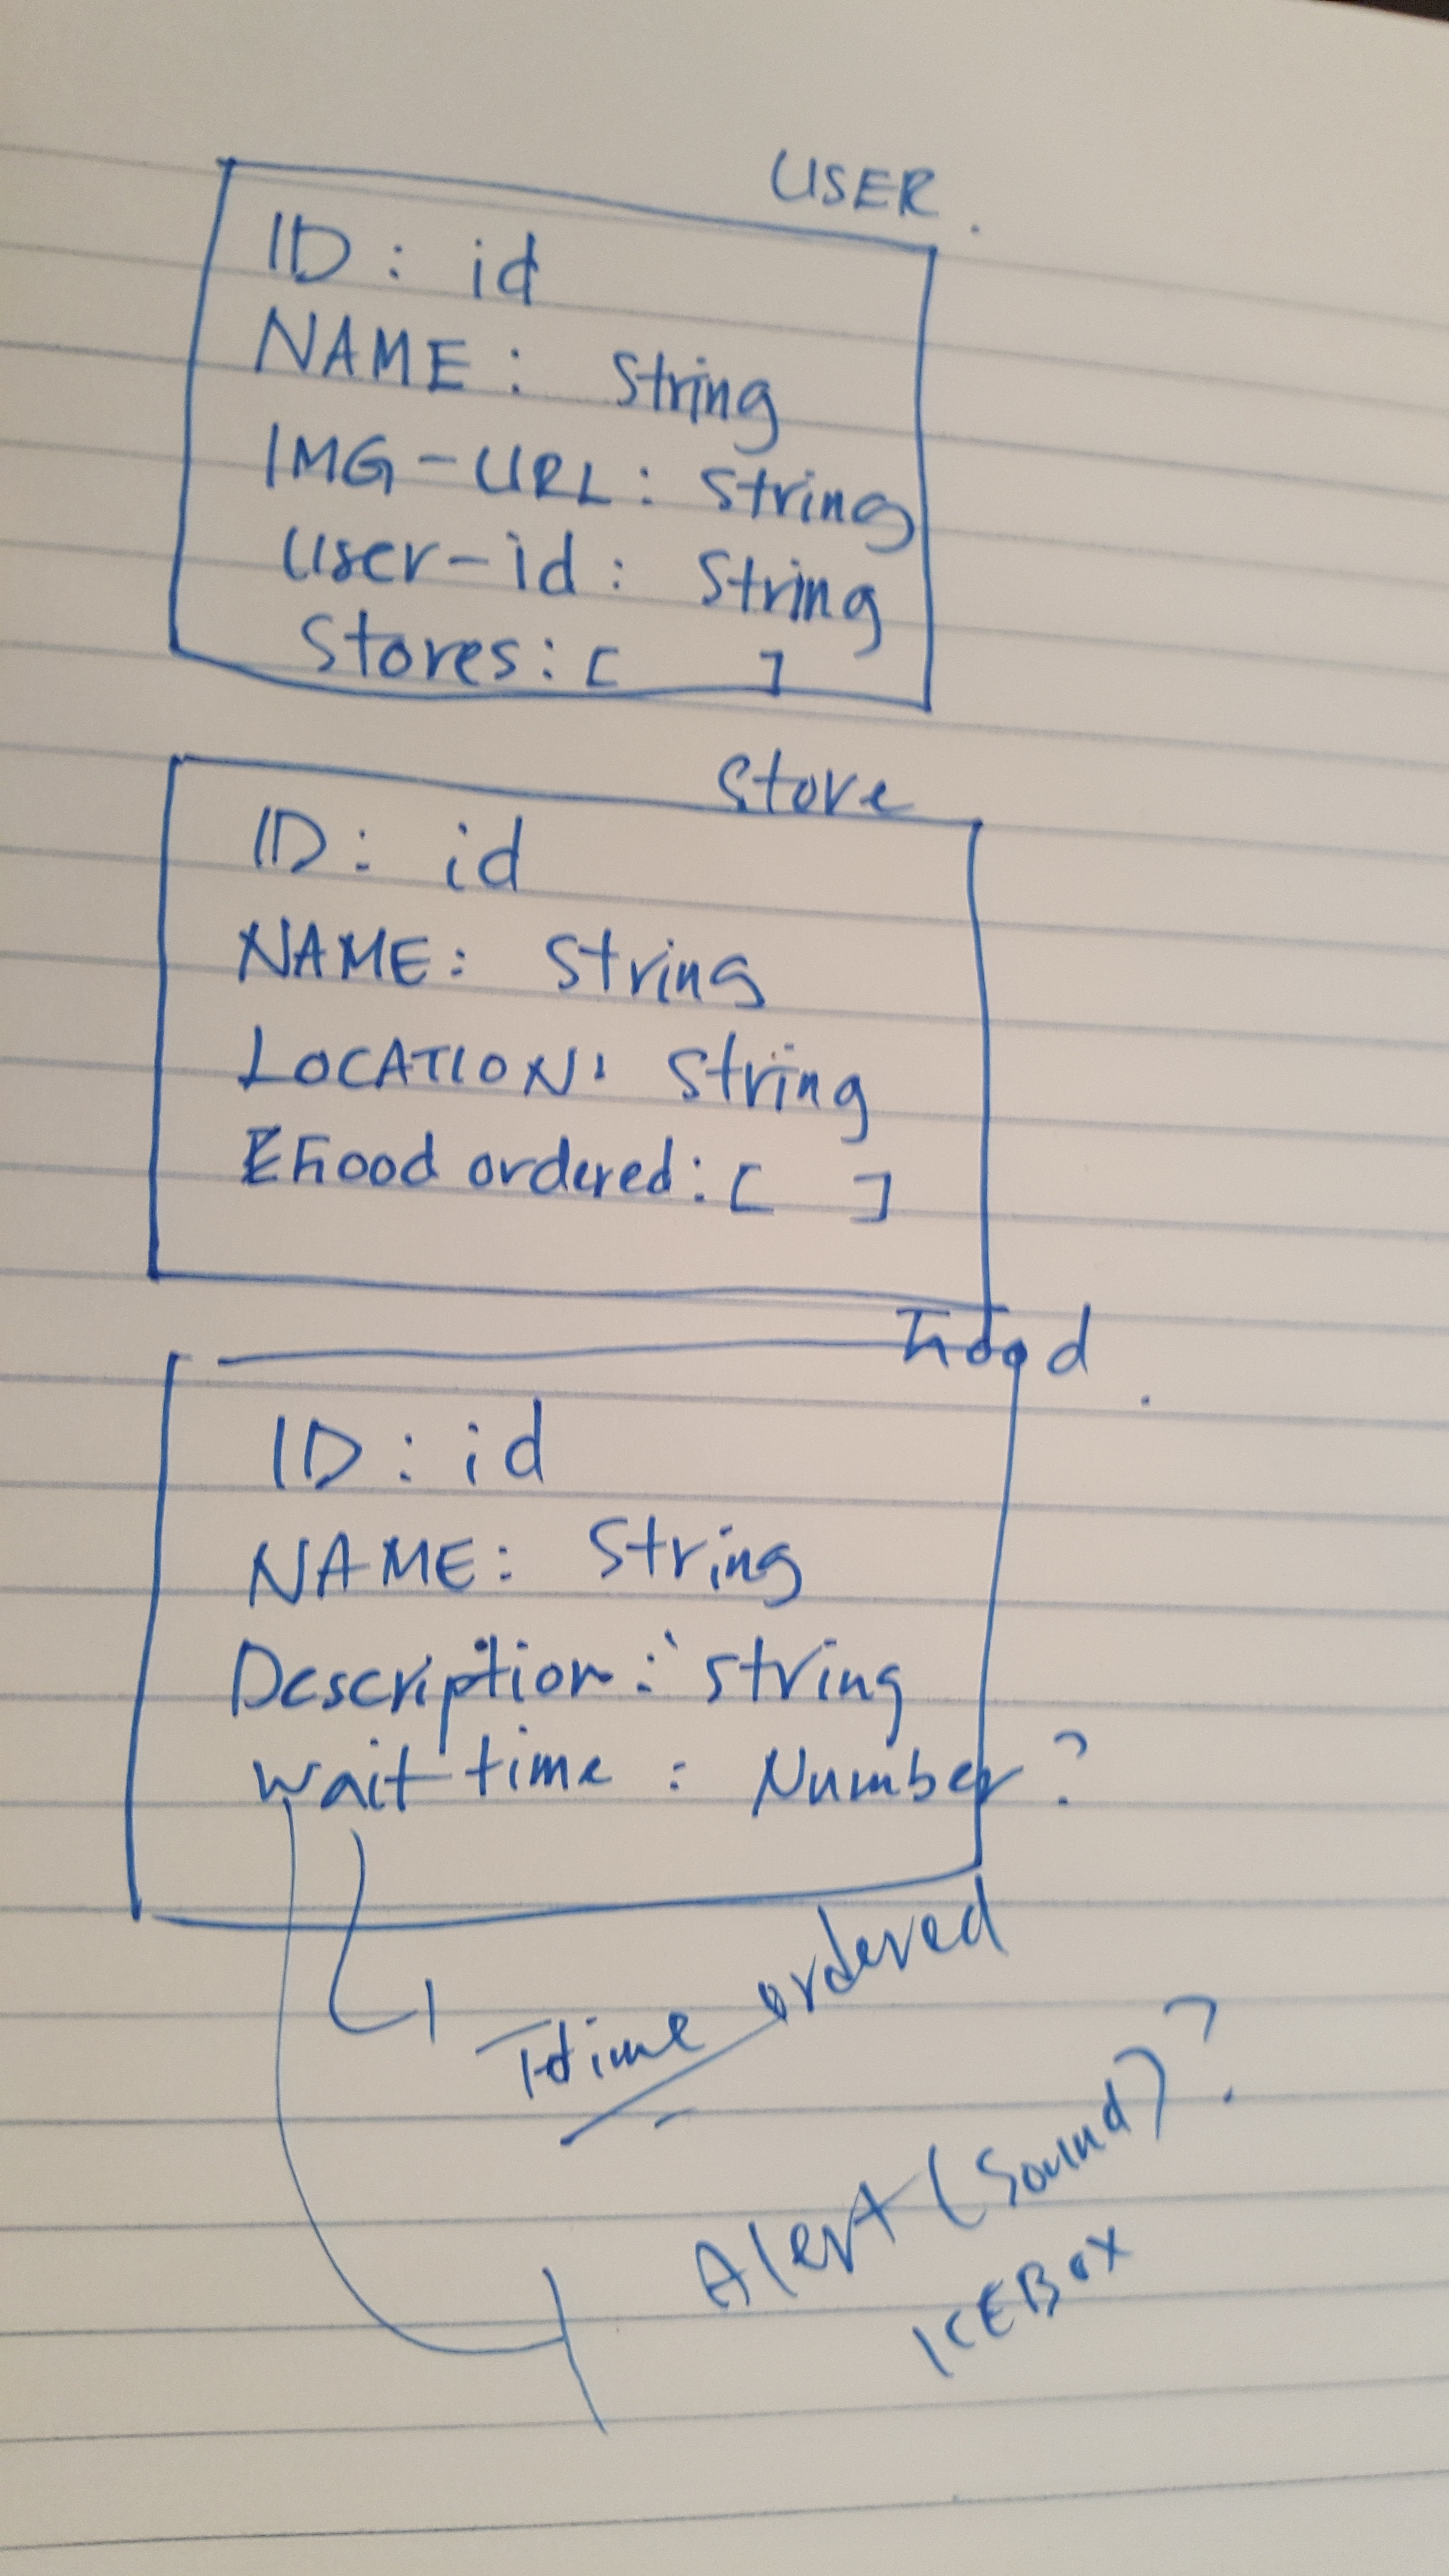 USER.
ID: id
NAME: String
IMG-URL: String
User-id: String
Stores: [ ]
Store
ID: id
NAME: String
LOCATION: String
Food ordered: [ ]
Food.
ID: id
NAME: String
Description: String
Wait time: Number?
Time ordered
Alert (Sound)?
ICEBOX